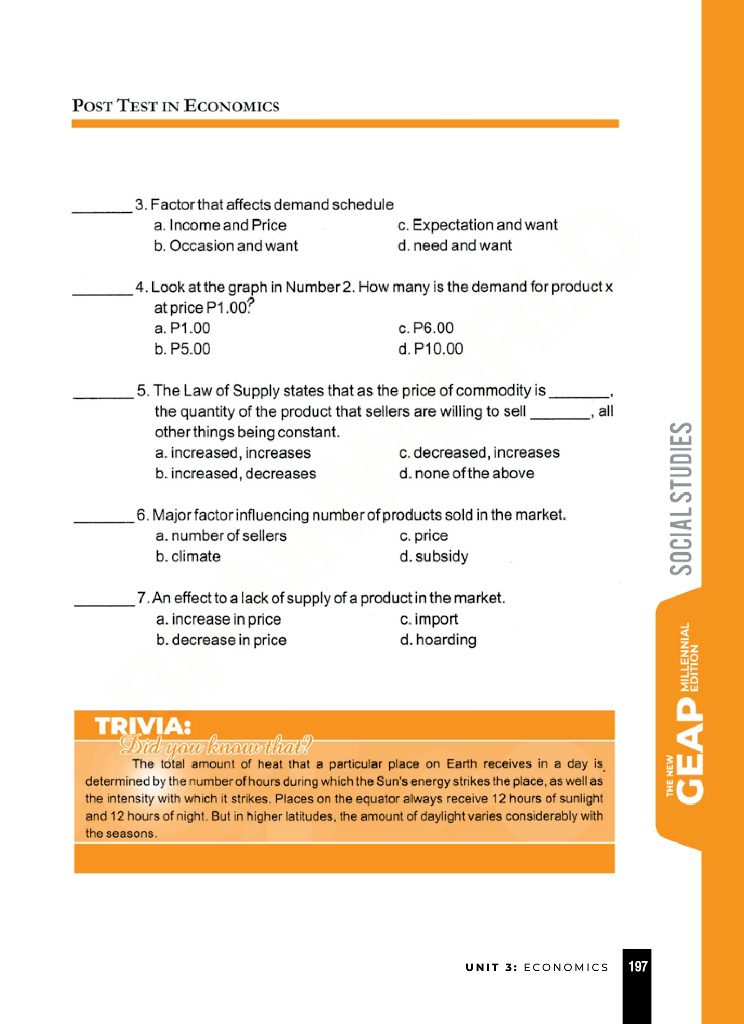 POST TEST IN ECONOMICS
_______ 3. Factor that affects demand schedule
a. Income and Price
c. Expectation and want
b. Occasion and want
d. need and want
_______ 4. Look at the graph in Number 2. How many is the demand for product x
at price P1.00?
a. P1.00
c. P6.00
b. P5.00
d. P10.00
_______ 5. The Law of Supply states that as the price of commodity is _______,
the quantity of the product that sellers are willing to sell _______, all
other things being constant.
a. increased, increases
c. decreased, increases
b. increased, decreases
d. none of the above
_______ 6. Major factor influencing number of products sold in the market.
a. number of sellers
c. price
b. climate
d. subsidy
_______ 7. An effect to a lack of supply of a product in the market.
a. increase in price
c. import
b. decrease in price
d. hoarding
TRIVIA:
Did you know that?
The total amount of heat that a particular place on Earth receives in a day is
determined by the number of hours during which the Sun's energy strikes the place, as well as
the intensity with which it strikes. Places on the equator always receive 12 hours of sunlight
and 12 hours of night. But in higher latitudes, the amount of daylight varies considerably with
the seasons.
SOCIAL STUDIES
THE NEW
GEAP
MILLENNIAL
EDITION
UNIT 3: ECONOMICS
197